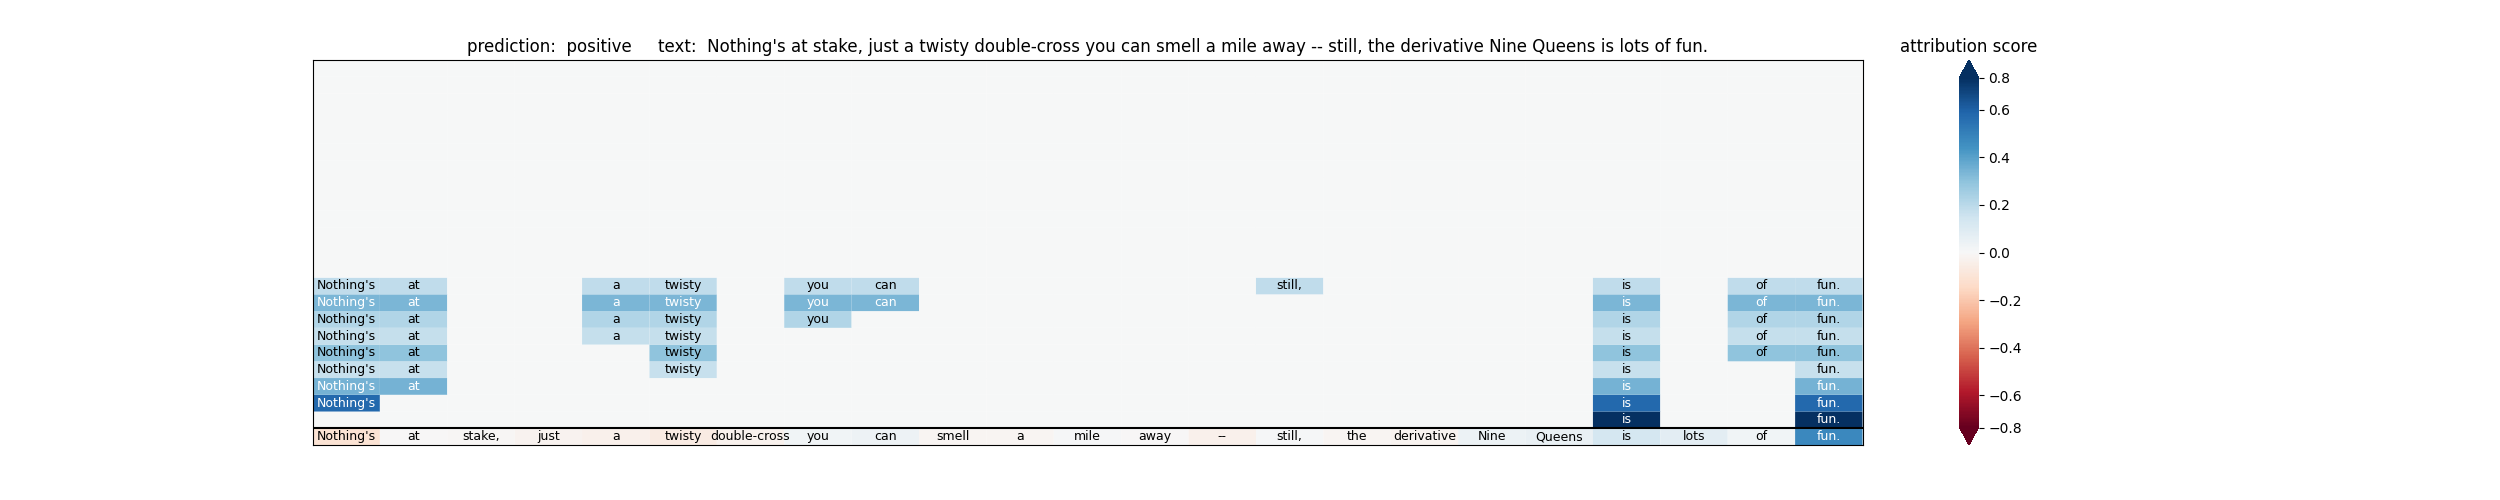 prediction:  positive     text:  Nothing's at stake, just a twisty double-cross you can smell a mile away -- still, the derivative Nine Queens is lots of fun.
attribution score
0.8
0.6
0.4
0.2
0.0
−0.2
−0.4
−0.6
−0.8
Nothing's at a twisty you can still, is of fun.
Nothing's at a twisty you can is of fun.
Nothing's at a twisty you is of fun.
Nothing's at a twisty is of fun.
Nothing's at twisty is of fun.
Nothing's at twisty is fun.
Nothing's at is fun.
Nothing's is fun.
is fun.
Nothing's at stake, just a twisty double-cross you can smell a mile away -- still, the derivative Nine Queens is lots of fun.